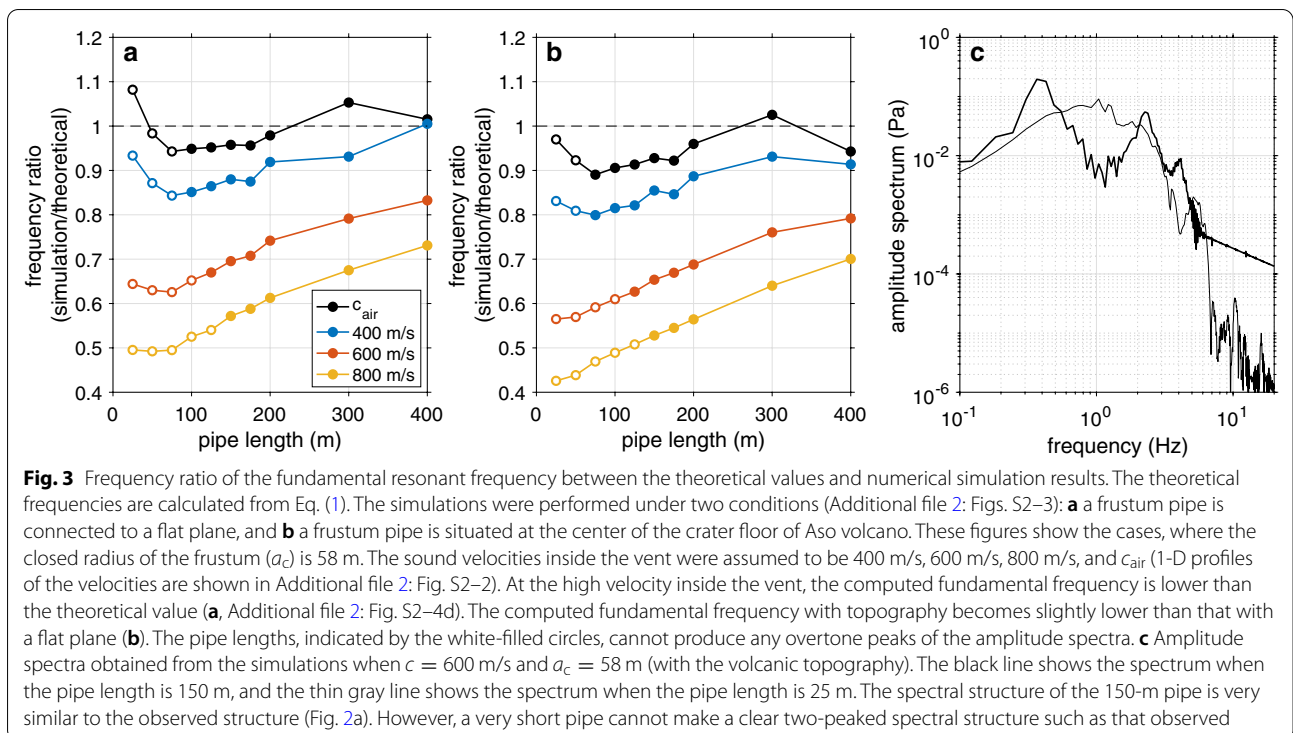 a
1.2
1.1
1
0.9
0.8
0.7
0.6
0.5
0.4
0
100
200
300
400
pipe length (m)
frequency ratio
(simulation/theoretical)
c_air
400 m/s
600 m/s
800 m/s
b
1.2
1.1
1
0.9
0.8
0.7
0.6
0.5
0.4
0
100
200
300
400
pipe length (m)
frequency ratio
(simulation/theoretical)
c
10^0
10^-2
10^-4
10^-6
10^-1
10^0
10^1
frequency (Hz)
amplitude spectrum (Pa)
Fig. 3 Frequency ratio of the fundamental resonant frequency between the theoretical values and numerical simulation results. The theoretical
frequencies are calculated from Eq. (1). The simulations were performed under two conditions (Additional file 2: Figs. S2–3): a a frustum pipe is
connected to a flat plane, and b a frustum pipe is situated at the center of the crater floor of Aso volcano. These figures show the cases, where the
closed radius of the frustum (a_c) is 58 m. The sound velocities inside the vent were assumed to be 400 m/s, 600 m/s, 800 m/s, and c_air (1-D profiles
of the velocities are shown in Additional file 2: Fig. S2–2). At the high velocity inside the vent, the computed fundamental frequency is lower than
the theoretical value (a, Additional file 2: Fig. S2–4d). The computed fundamental frequency with topography becomes slightly lower than that with
a flat plane (b). The pipe lengths, indicated by the white-filled circles, cannot produce any overtone peaks of the amplitude spectra. c Amplitude
spectra obtained from the simulations when c = 600 m/s and a_c = 58 m (with the volcanic topography). The black line shows the spectrum when
the pipe length is 150 m, and the thin gray line shows the spectrum when the pipe length is 25 m. The spectral structure of the 150-m pipe is very
similar to the observed structure (Fig. 2a). However, a very short pipe cannot make a clear two-peaked spectral structure such as that observed